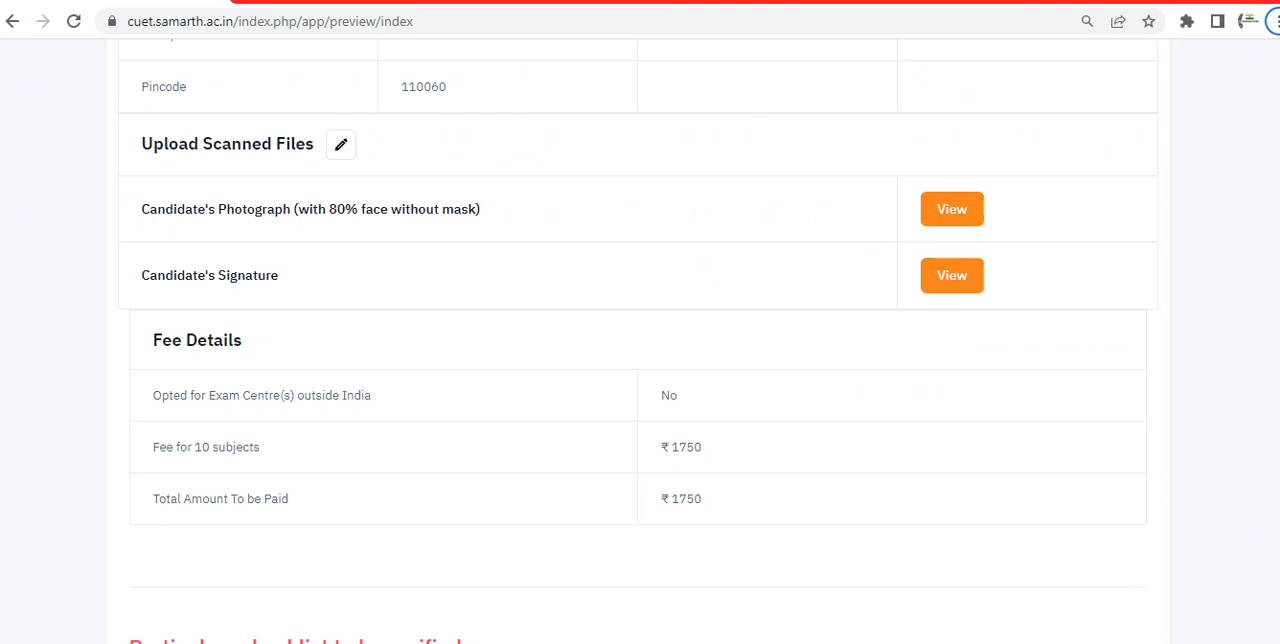 cuet.samarth.ac.in/index.php/app/preview/index
Pincode 110060
Upload Scanned Files
Candidate's Photograph (with 80% face without mask) View
Candidate's Signature View
Fee Details
Opted for Exam Centre(s) outside India No
Fee for 10 subjects ₹ 1750
Total Amount To be Paid ₹ 1750